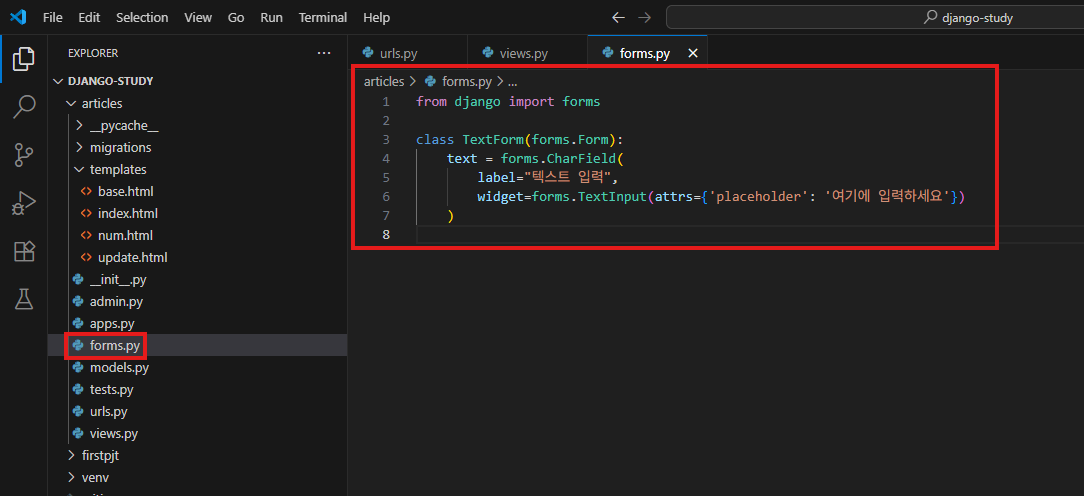 File Edit Selection View Go Run Terminal Help
django-study
EXPLORER
urls.py
views.py
forms.py
DJANGO-STUDY
articles
__pycache__
migrations
templates
base.html
index.html
num.html
update.html
__init__.py
admin.py
apps.py
forms.py
models.py
tests.py
urls.py
views.py
firstpjt
venv
articles > forms.py > ...
1 from django import forms
2
3 class TextForm(forms.Form):
4 text = forms.CharField(
5 label="텍스트 입력",
6 widget=forms.TextInput(attrs={'placeholder': '여기에 입력하세요'})
7 )
8